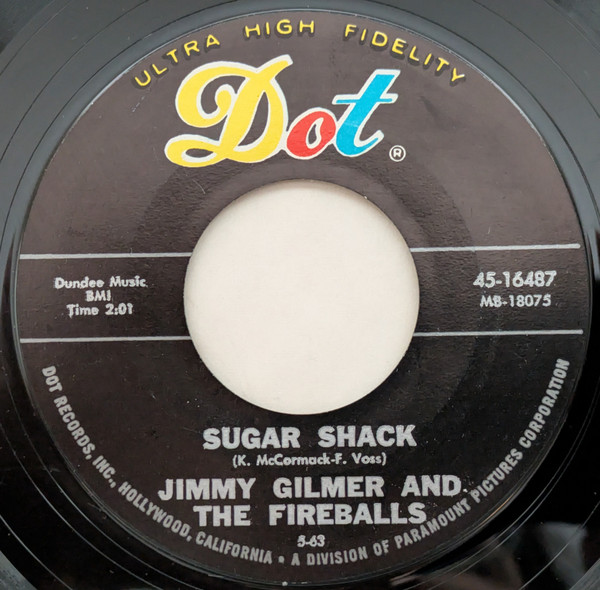 ULTRA HIGH FIDELITY
Dot®
Dundee Music
BMI
Time 2:01
45-16487
MB-18075
SUGAR SHACK
(K. McCormack-F. Voss)
JIMMY GILMER AND
THE FIREBALLS
5-63
DOT RECORDS, INC., HOLLYWOOD, CALIFORNIA • A DIVISION OF PARAMOUNT PICTURES CORPORATION